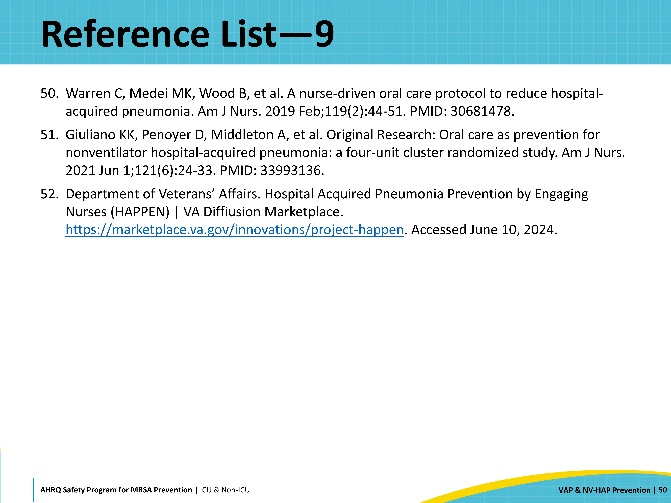 Reference List—9
50. Warren C, Medei MK, Wood B, et al. A nurse-driven oral care protocol to reduce hospital-
acquired pneumonia. Am J Nurs. 2019 Feb;119(2):44-51. PMID: 30681478.
51. Giuliano KK, Penoyer D, Middleton A, et al. Original Research: Oral care as prevention for
nonventilator hospital-acquired pneumonia: a four-unit cluster randomized study. Am J Nurs.
2021 Jun 1;121(6):24-33. PMID: 33993136.
52. Department of Veterans’ Affairs. Hospital Acquired Pneumonia Prevention by Engaging
Nurses (HAPPEN) | VA Diffiusion Marketplace.
https://marketplace.va.gov/innovations/project-happen. Accessed June 10, 2024.
AHRQ Safety Program for MRSA Prevention | ICU & Non-ICU
VAP & NV-HAP Prevention | 50